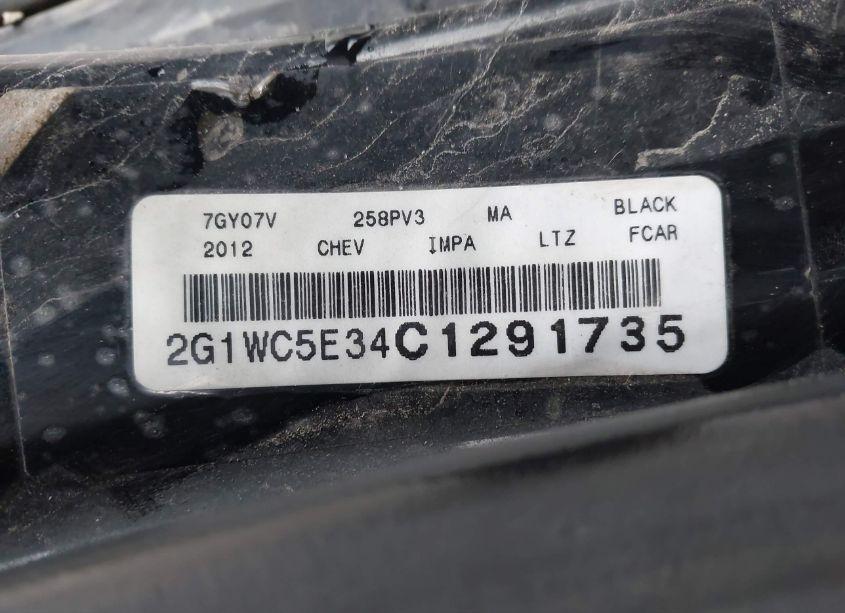 7GY07V 258PV3 MA BLACK
2012 CHEV IMPA LTZ FCAR
2G1WC5E34C1291735